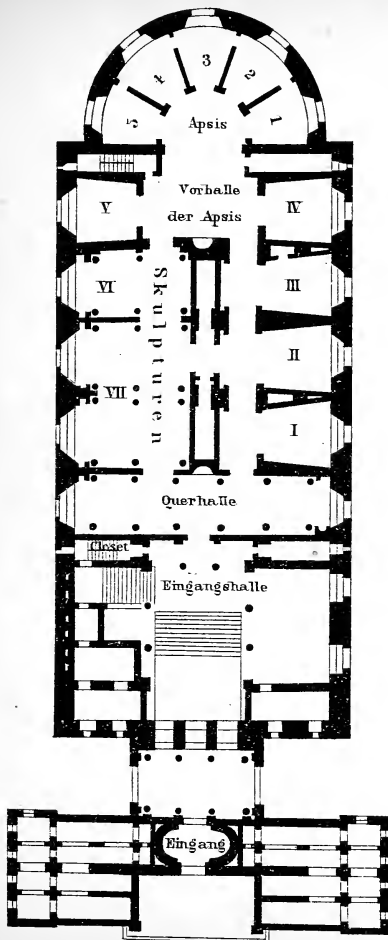 3
4 2
5 1
Apsis
Vorhalle
der Apsis
V IV
VI III
Skulpturen
II
VII I
Querhalle
Closet
Eingangshalle
Eingang